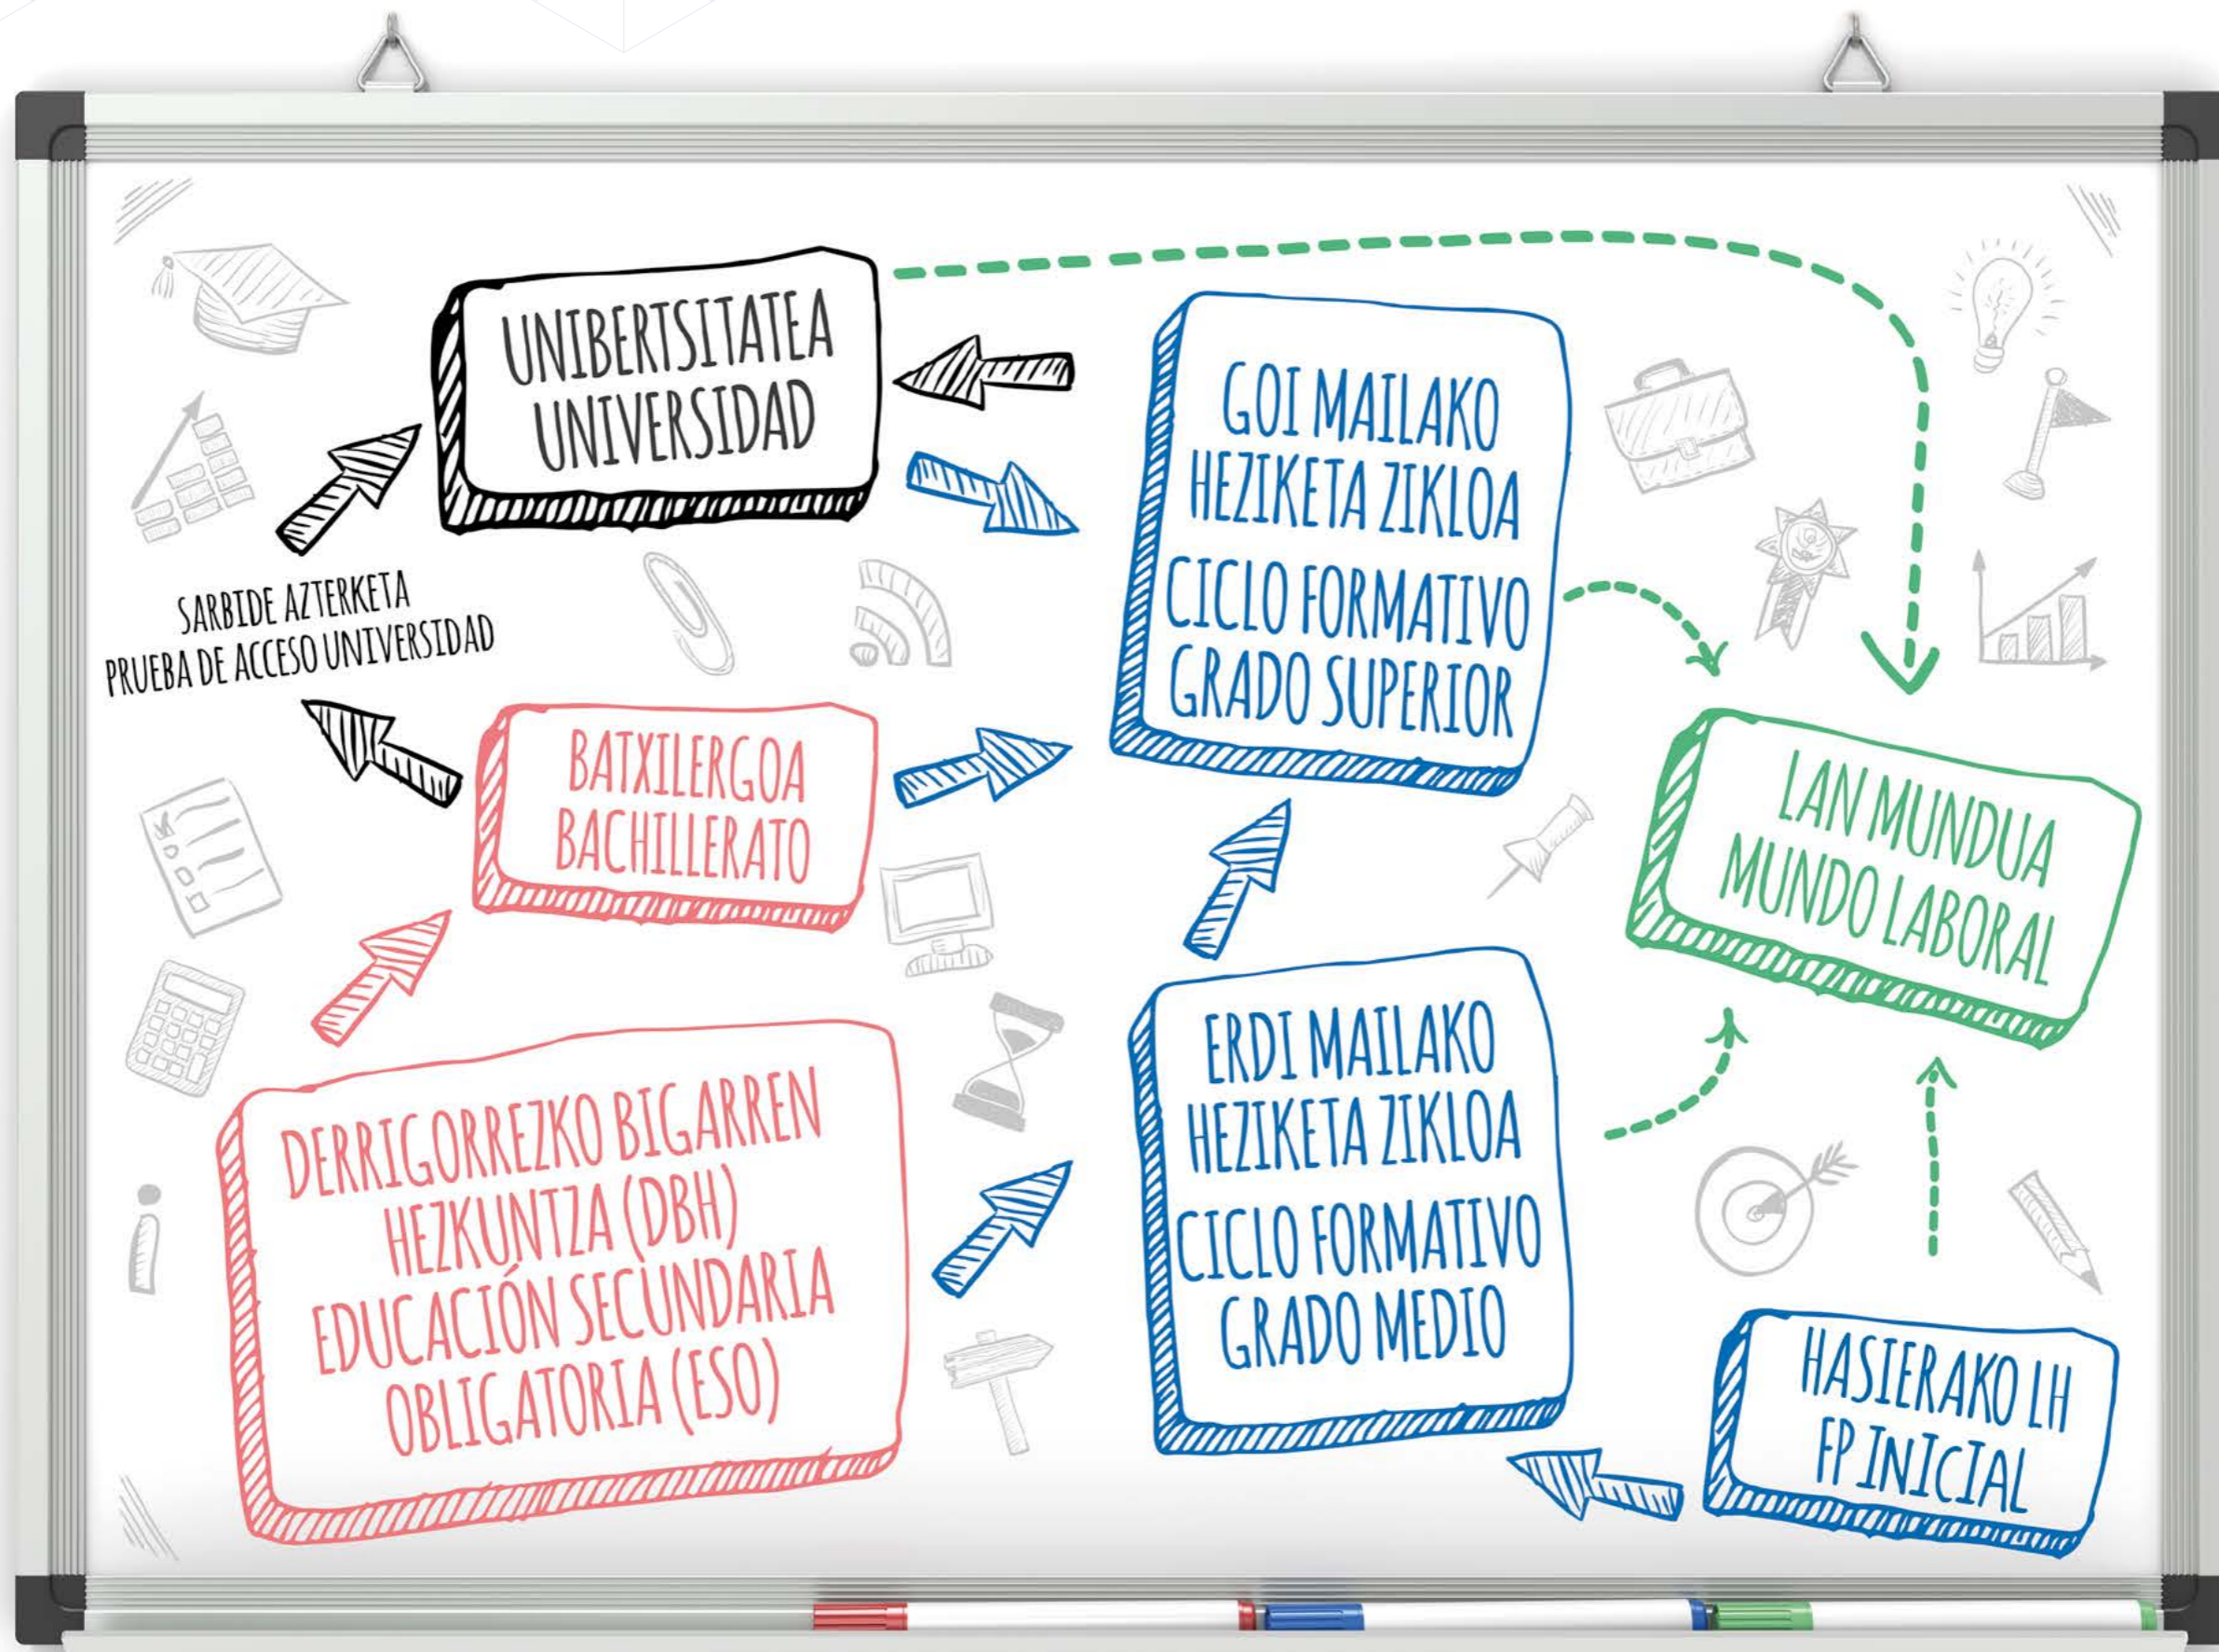 UNIBERTSITATEA
UNIVERSIDAD
GOI MAILAKO
HEZIKETA ZIKLOA
CICLO FORMATIVO
GRADO SUPERIOR
SARBIDE AZTERKETA
PRUEBA DE ACCESO UNIVERSIDAD
BATXILERGOA
BACHILLERATO
LAN MUNDUA
MUNDO LABORAL
DERRIGORREZKO BIGARREN
HEZKUNTZA (DBH)
EDUCACIÓN SECUNDARIA
OBLIGATORIA (ESO)
ERDI MAILAKO
HEZIKETA ZIKLOA
CICLO FORMATIVO
GRADO MEDIO
HASIERAKO LH
FP INICIAL